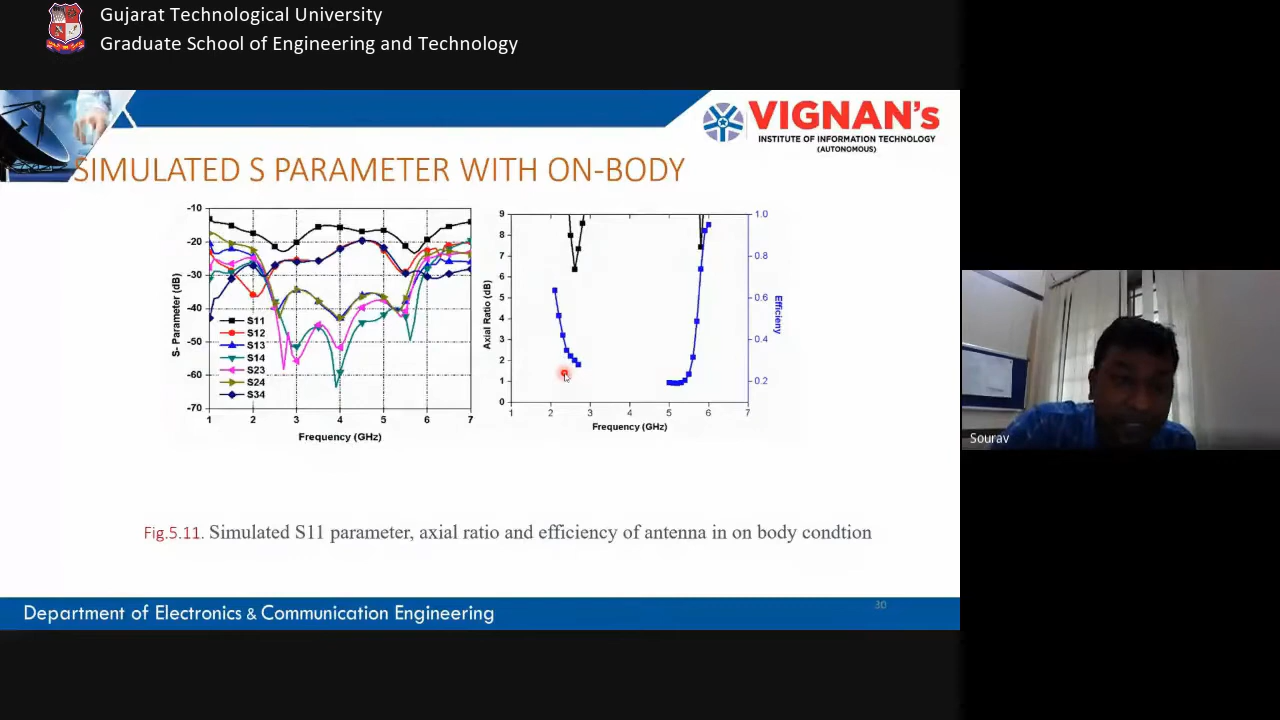 Gujarat Technological University
Graduate School of Engineering and Technology
VIGNAN's
INSTITUTE OF INFORMATION TECHNOLOGY
(AUTONOMOUS)
SIMULATED S PARAMETER WITH ON-BODY
-10
-20
-30
-40
-50
-60
-70
S- Parameter (dB)
S11
S12
S13
S14
S23
S24
S34
1 2 3 4 5 6 7
Frequency (GHz)
9
8
7
6
5
4
3
2
1
0
Axial Ratio (dB)
1 2 3 4 5 6 7
Frequency (GHz)
1.0
0.8
0.6
0.4
0.2
Efficieny
Sourav
Fig.5.11. Simulated S11 parameter, axial ratio and efficiency of antenna in on body condtion
Department of Electronics & Communication Engineering
30